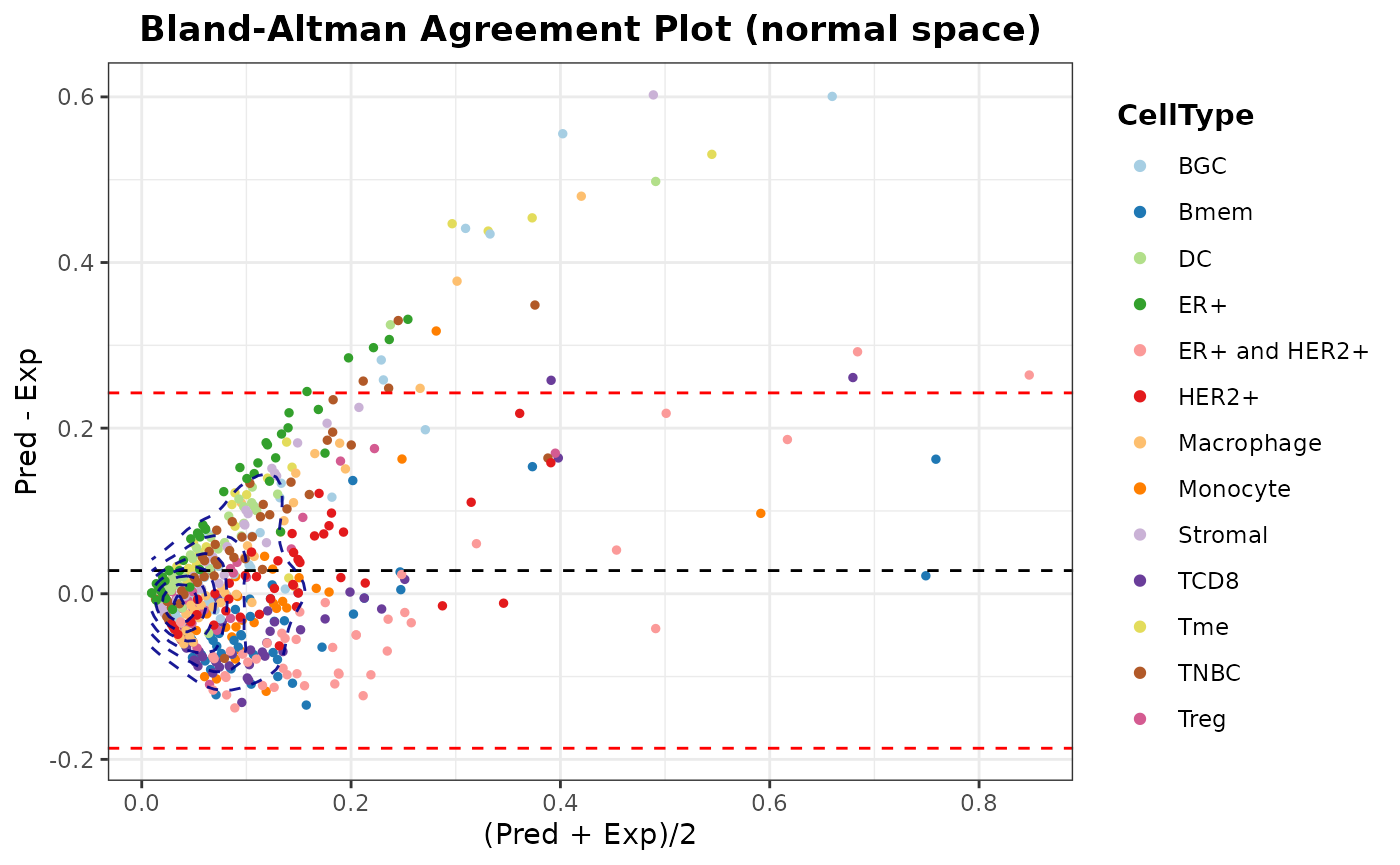 Bland-Altman Agreement Plot (normal space)
Pred - Exp
0.6
0.4
0.2
0.0
-0.2
0.0 0.2 0.4 0.6 0.8
(Pred + Exp)/2
CellType
BGC
Bmem
DC
ER+
ER+ and HER2+
HER2+
Macrophage
Monocyte
Stromal
TCD8
Tme
TNBC
Treg